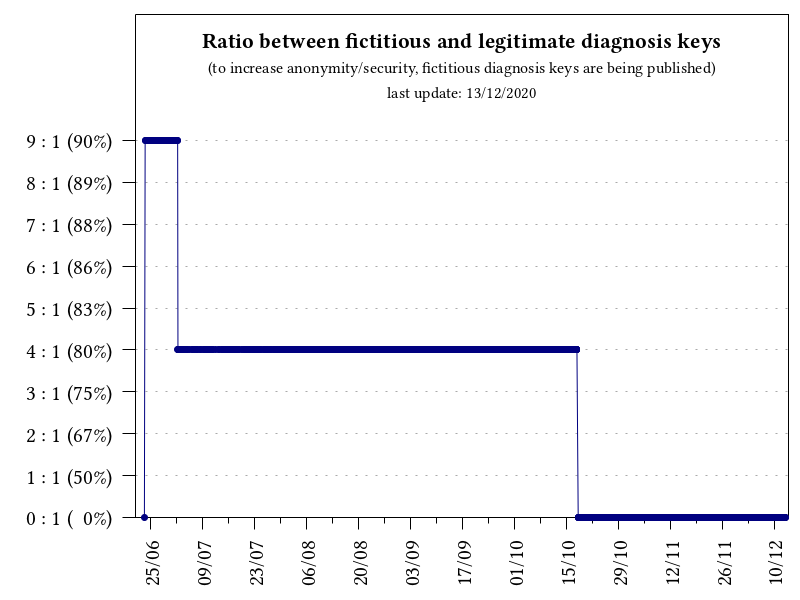 Ratio between fictitious and legitimate diagnosis keys
(to increase anonymity/security, fictitious diagnosis keys are being published)
last update: 13/12/2020
9 : 1 (90%)
8 : 1 (89%)
7 : 1 (88%)
6 : 1 (86%)
5 : 1 (83%)
4 : 1 (80%)
3 : 1 (75%)
2 : 1 (67%)
1 : 1 (50%)
0 : 1 ( 0%)
25/06
09/07
23/07
06/08
20/08
03/09
17/09
01/10
15/10
29/10
12/11
26/11
10/12